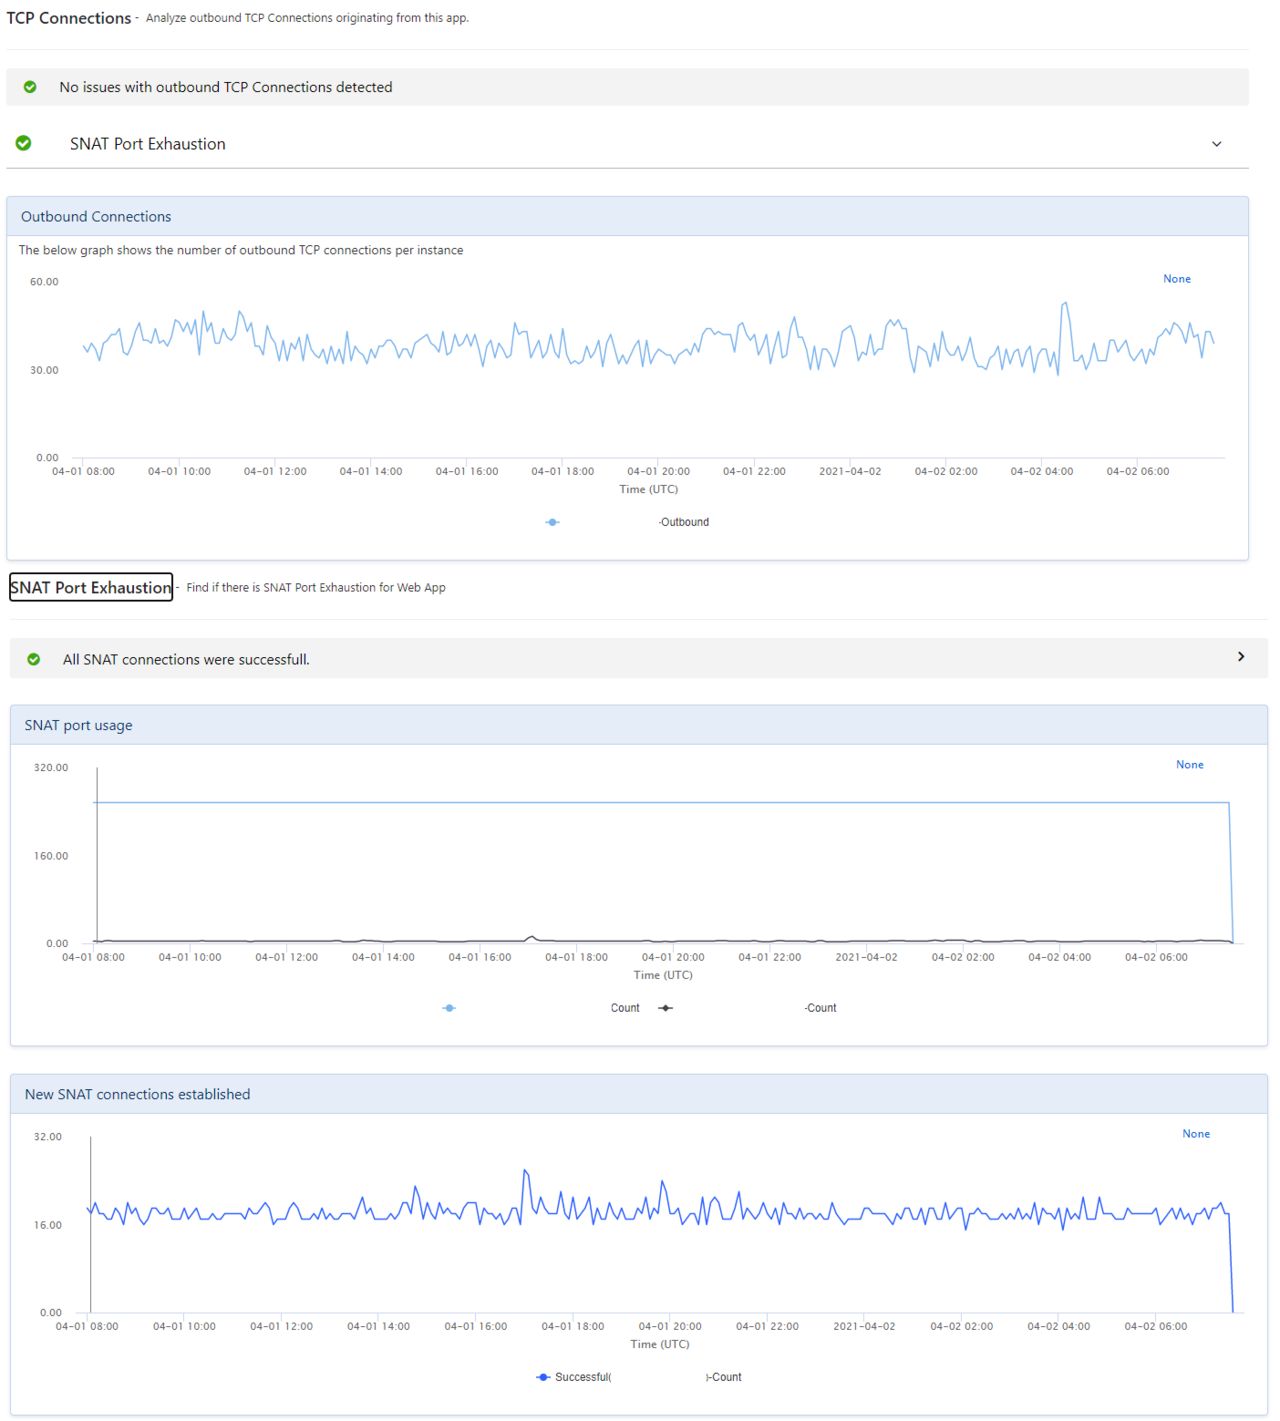 TCP Connections - Analyze outbound TCP Connections originating from this app.
No issues with outbound TCP Connections detected
SNAT Port Exhaustion
Outbound Connections
The below graph shows the number of outbound TCP connections per instance
None
60.00
30.00
0.00
04-01 08:00 04-01 10:00 04-01 12:00 04-01 14:00 04-01 16:00 04-01 18:00 04-01 20:00 04-01 22:00 2021-04-02 04-02 02:00 04-02 04:00 04-02 06:00
Time (UTC)
-Outbound
SNAT Port Exhaustion - Find if there is SNAT Port Exhaustion for Web App
All SNAT connections were successfull.
SNAT port usage
None
320.00
160.00
0.00
04-01 08:00 04-01 10:00 04-01 12:00 04-01 14:00 04-01 16:00 04-01 18:00 04-01 20:00 04-01 22:00 2021-04-02 04-02 02:00 04-02 04:00 04-02 06:00
Time (UTC)
Count -Count
New SNAT connections established
None
32.00
16.00
0.00
04-01 08:00 04-01 10:00 04-01 12:00 04-01 14:00 04-01 16:00 04-01 18:00 04-01 20:00 04-01 22:00 2021-04-02 04-02 02:00 04-02 04:00 04-02 06:00
Time (UTC)
Successful( )-Count